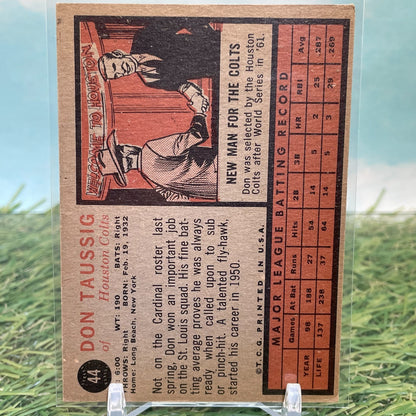 44
DON TAUSSIG
of Houston Colts
HT: 6:00 WT: 190 BATS: Right
THROWS: Right BORN: Feb. 19, 1932
Home: Long Beach, New York
Not on the Cardinal roster last
spring, Don won an important job
on the St. Louis squad. His fine bat-
ting average proves he was always
ready when called upon to sub
or pinch-hit. A talented fly-hawk,
started his career in 1950.
WELCOME TO HOUSTON
NEW MAN FOR THE COLTS
Don was selected by the Houston
Colts after World Series in '61.
© T.C.G. PRINTED IN U.S.A.
MAJOR LEAGUE BATTING RECORD
Games At Bat Runs Hits 2B 3B HR RBI Avg.
YEAR 98 188 27 54 14 5 2 25 .287
LIFE 137 238 37 64 18 5 3 29 .269